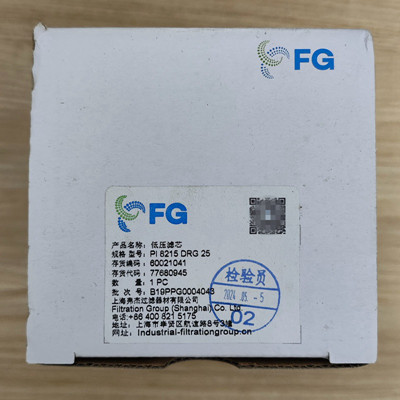 FG
FG
产品名称: 低压滤芯
规格 型号: PI 8215 DRG 25
存货编码: 60021041
存货代码: 77680945
数 量: 1 PC
批 次 号: B19PPG0004043
上海弗杰过滤器材有限公司
Filtration Group (Shanghai) Co. Ltd
电话:+86 400 821 5175
地址: 上海市奉贤区航谊路8号3幢
网址: Industrial-filtrationgroup.cn
检验员
2024. 05. - 5
02